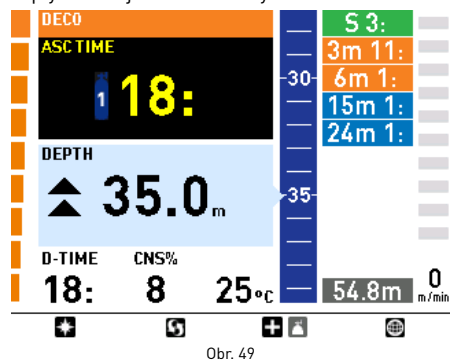 DECO
ASC TIME
1 18:
DEPTH
35.0 m
D-TIME CNS%
18: 8 25°C
30
35
S 3:
3m 11:
6m 1:
15m 1:
24m 1:
54.8m
0
m/min
Obr. 49